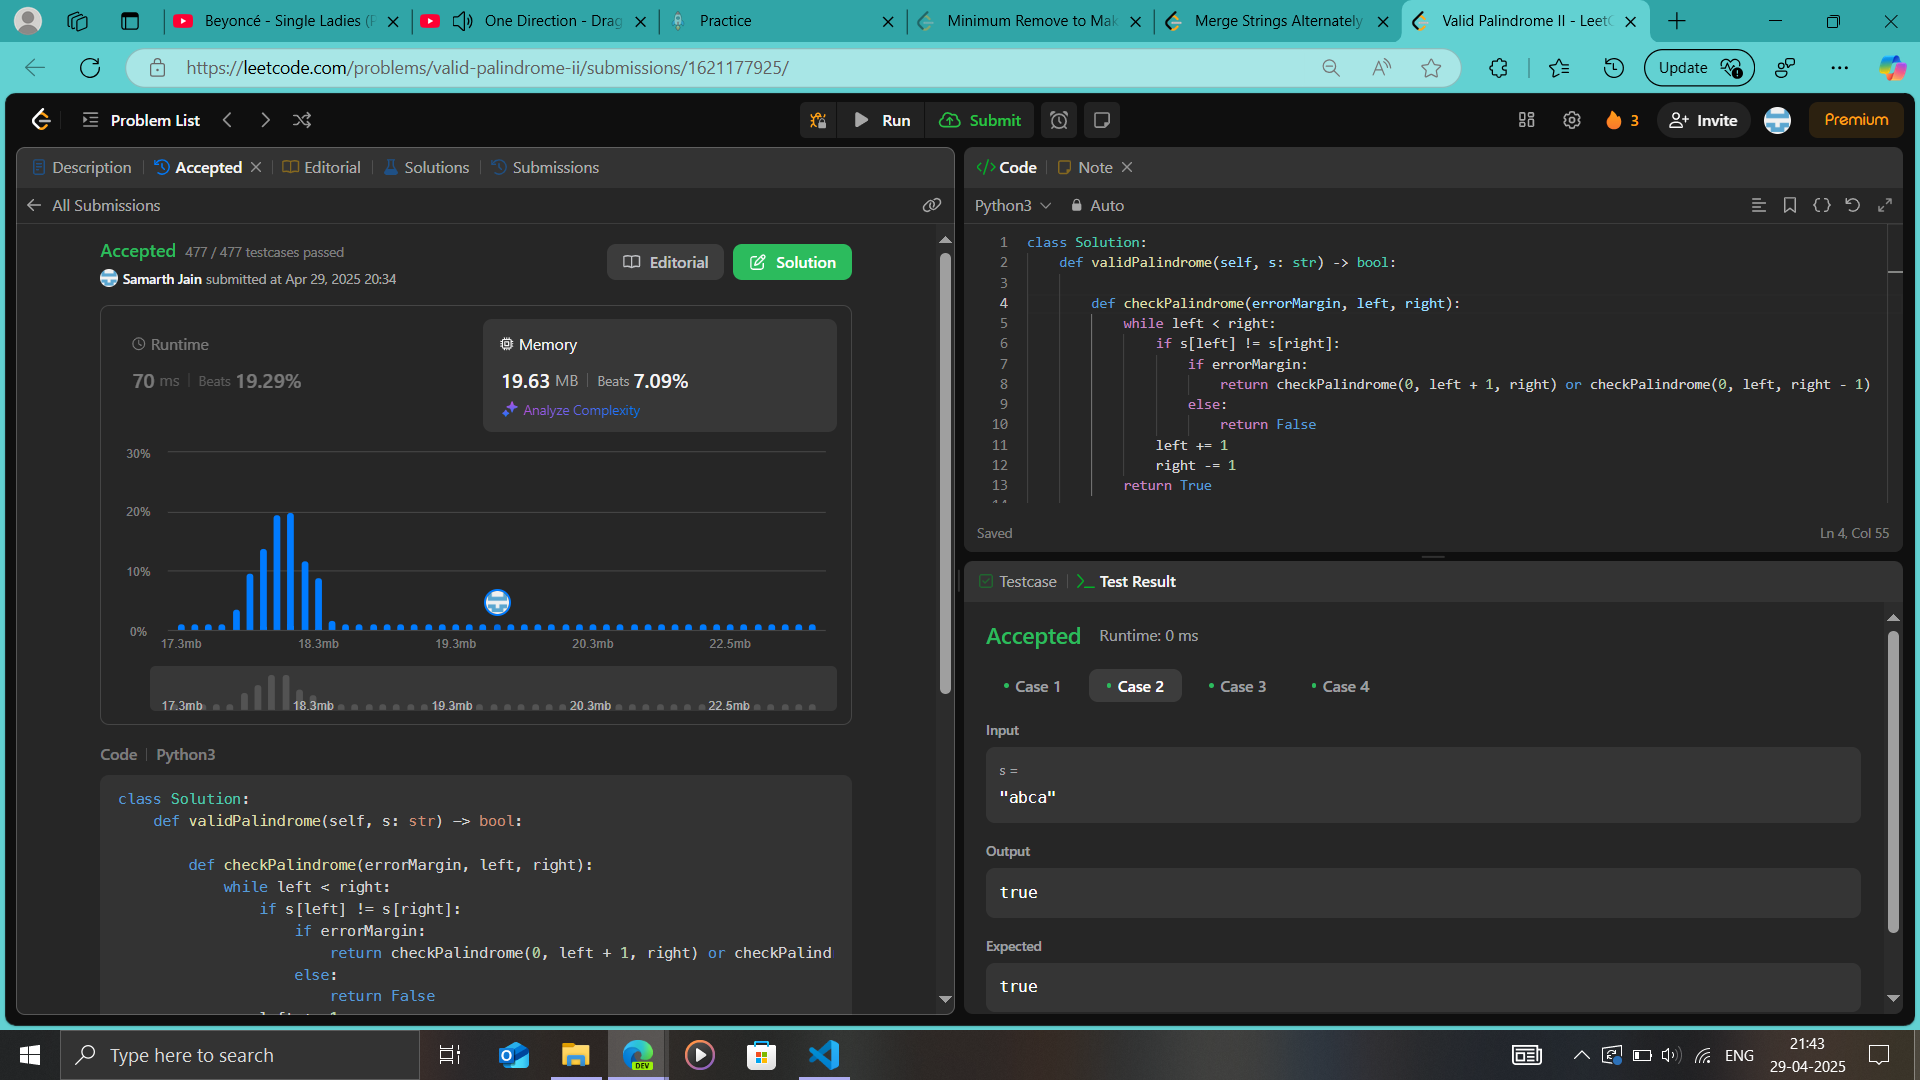 Beyoncé - Single Ladies (P
One Direction - Drag
Practice
Minimum Remove to Mak
Merge Strings Alternately
Valid Palindrome II - LeetC
https://leetcode.com/problems/valid-palindrome-ii/submissions/1621177925/
Update
Problem List
Run
Submit
3
Invite
Premium
Description
Accepted
Editorial
Solutions
Submissions
All Submissions
Accepted 477 / 477 testcases passed
Samarth Jain submitted at Apr 29, 2025 20:34
Editorial
Solution
Runtime
70 ms Beats 19.29%
Memory
19.63 MB Beats 7.09%
Analyze Complexity
30%
20%
10%
0%
17.3mb 18.3mb 19.3mb 20.3mb 22.5mb
17.3mb 18.3mb 19.3mb 20.3mb 22.5mb
Code Python3
class Solution:
def validPalindrome(self, s: str) -> bool:
def checkPalindrome(errorMargin, left, right):
while left < right:
if s[left] != s[right]:
if errorMargin:
return checkPalindrome(0, left + 1, right) or checkPalind
else:
return False
Code
Note
Python3
Auto
1 class Solution:
2 def validPalindrome(self, s: str) -> bool:
3
4 def checkPalindrome(errorMargin, left, right):
5 while left < right:
6 if s[left] != s[right]:
7 if errorMargin:
8 return checkPalindrome(0, left + 1, right) or checkPalindrome(0, left, right - 1)
9 else:
10 return False
11 left += 1
12 right -= 1
13 return True
Saved
Ln 4, Col 55
Testcase
Test Result
Accepted Runtime: 0 ms
Case 1
Case 2
Case 3
Case 4
Input
s =
"abca"
Output
true
Expected
true
Type here to search
DEV
ENG
21:43
29-04-2025